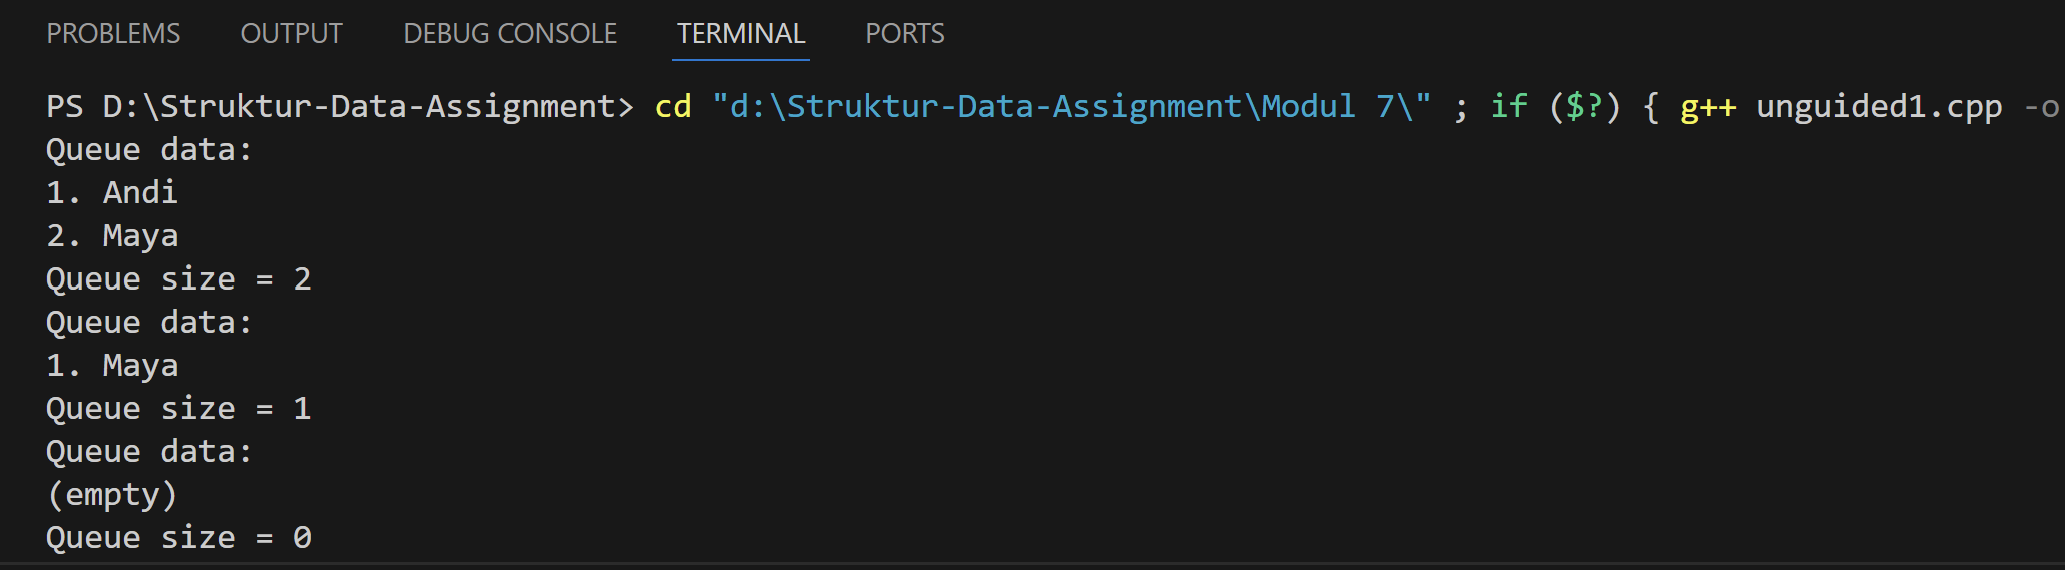 PROBLEMS OUTPUT DEBUG CONSOLE TERMINAL PORTS
PS D:\Struktur-Data-Assignment> cd "d:\Struktur-Data-Assignment\Modul 7\" ; if ($?) { g++ unguided1.cpp -o
Queue data:
1. Andi
2. Maya
Queue size = 2
Queue data:
1. Maya
Queue size = 1
Queue data:
(empty)
Queue size = 0